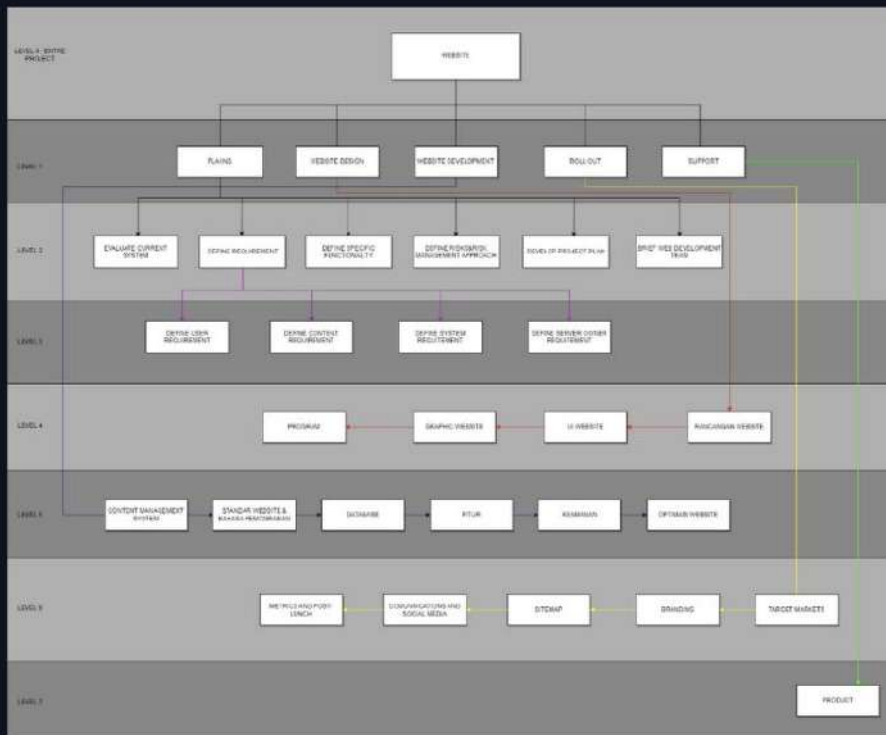 LEVEL 0 ENTIRE
PROJECT
WEBSITE
LEVEL 1
PLAINS
WEBSITE DESIGN
WEBSITE DEVELOPMENT
ROLL OUT
SUPPORT
LEVEL 2
EVALUATE CURRENT
SYSTEM
DEFINE REQUIREMENT
DEFINE SPECIFIC
FUNCTIONALITY
DEFINE RISKS&RISK
MANAGEMENT APPROACH
DEVELOP PROJECT PLAN
BRIEF WEB DEVELOPMENT
TEAM
LEVEL 3
DEFINE USER
REQUIREMENT
DEFINE CONTENT
REQUIREMENT
DEFINE SYSTEM
REQUITEMENT
DEFINE SERVER OWNER
REQUITEMENT
LEVEL 4
PROGRAM
GRAPHIC WEBSITE
UI WEBSITE
RANCANGAN WEBSITE
LEVEL 5
CONTENT MANAGEMENT
SYSTEM
STANDAR WEBSITE &
BAHASA PEMOGRAMAN
DATABASE
FITUR
KEAMANAN
OPTIMASI WEBSITE
LEVEL 6
METRICS AND POST-
LUNCH
COMUNICATIONS AND
SOCIAL MEDIA
SITEMAP
BRANDING
TARGET MARKETS
LEVEL 7
PRODUCT